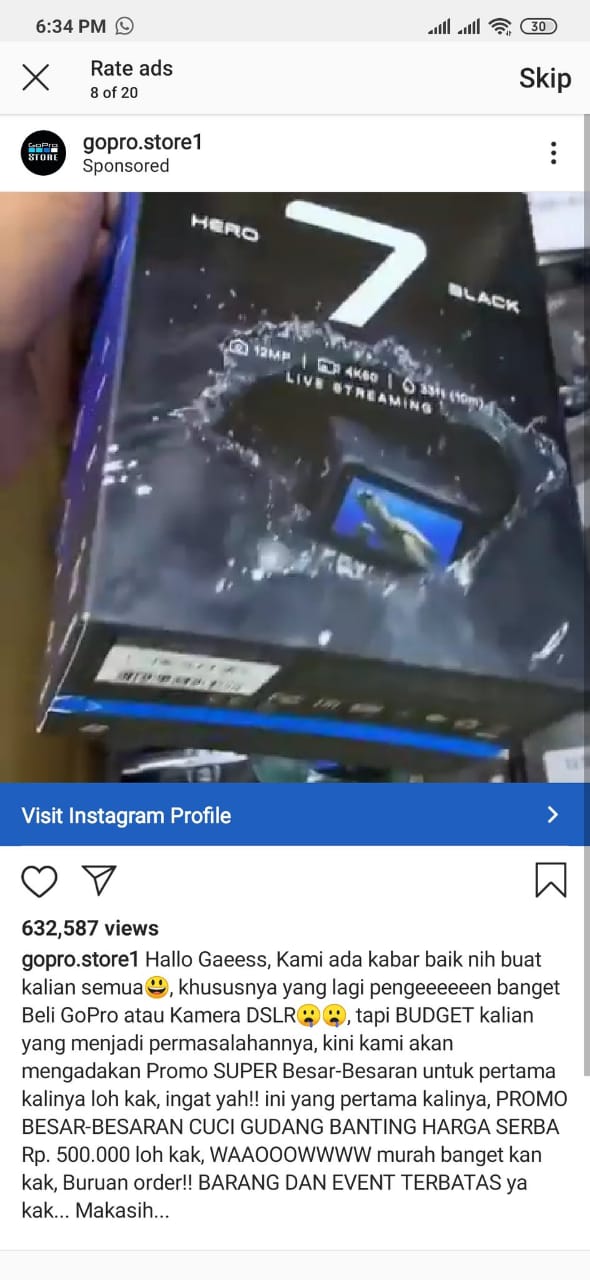 6:34 PM
30
Rate ads
8 of 20
Skip
GoPro
STORE
gopro.store1
Sponsored
HERO
7
BLACK
12MP | 4K60 | 33ft (10m)
LIVE STREAMING
Visit Instagram Profile
632,587 views
gopro.store1 Hallo Gaeess, Kami ada kabar baik nih buat
kalian semua😃, khususnya yang lagi pengeeeeeen banget
Beli GoPro atau Kamera DSLR🤤🤤, tapi BUDGET kalian
yang menjadi permasalahannya, kini kami akan
mengadakan Promo SUPER Besar-Besaran untuk pertama
kalinya loh kak, ingat yah!! ini yang pertama kalinya, PROMO
BESAR-BESARAN CUCI GUDANG BANTING HARGA SERBA
Rp. 500.000 loh kak, WAAOOOWWWW murah banget kan
kak, Buruan order!! BARANG DAN EVENT TERBATAS ya
kak... Makasih...